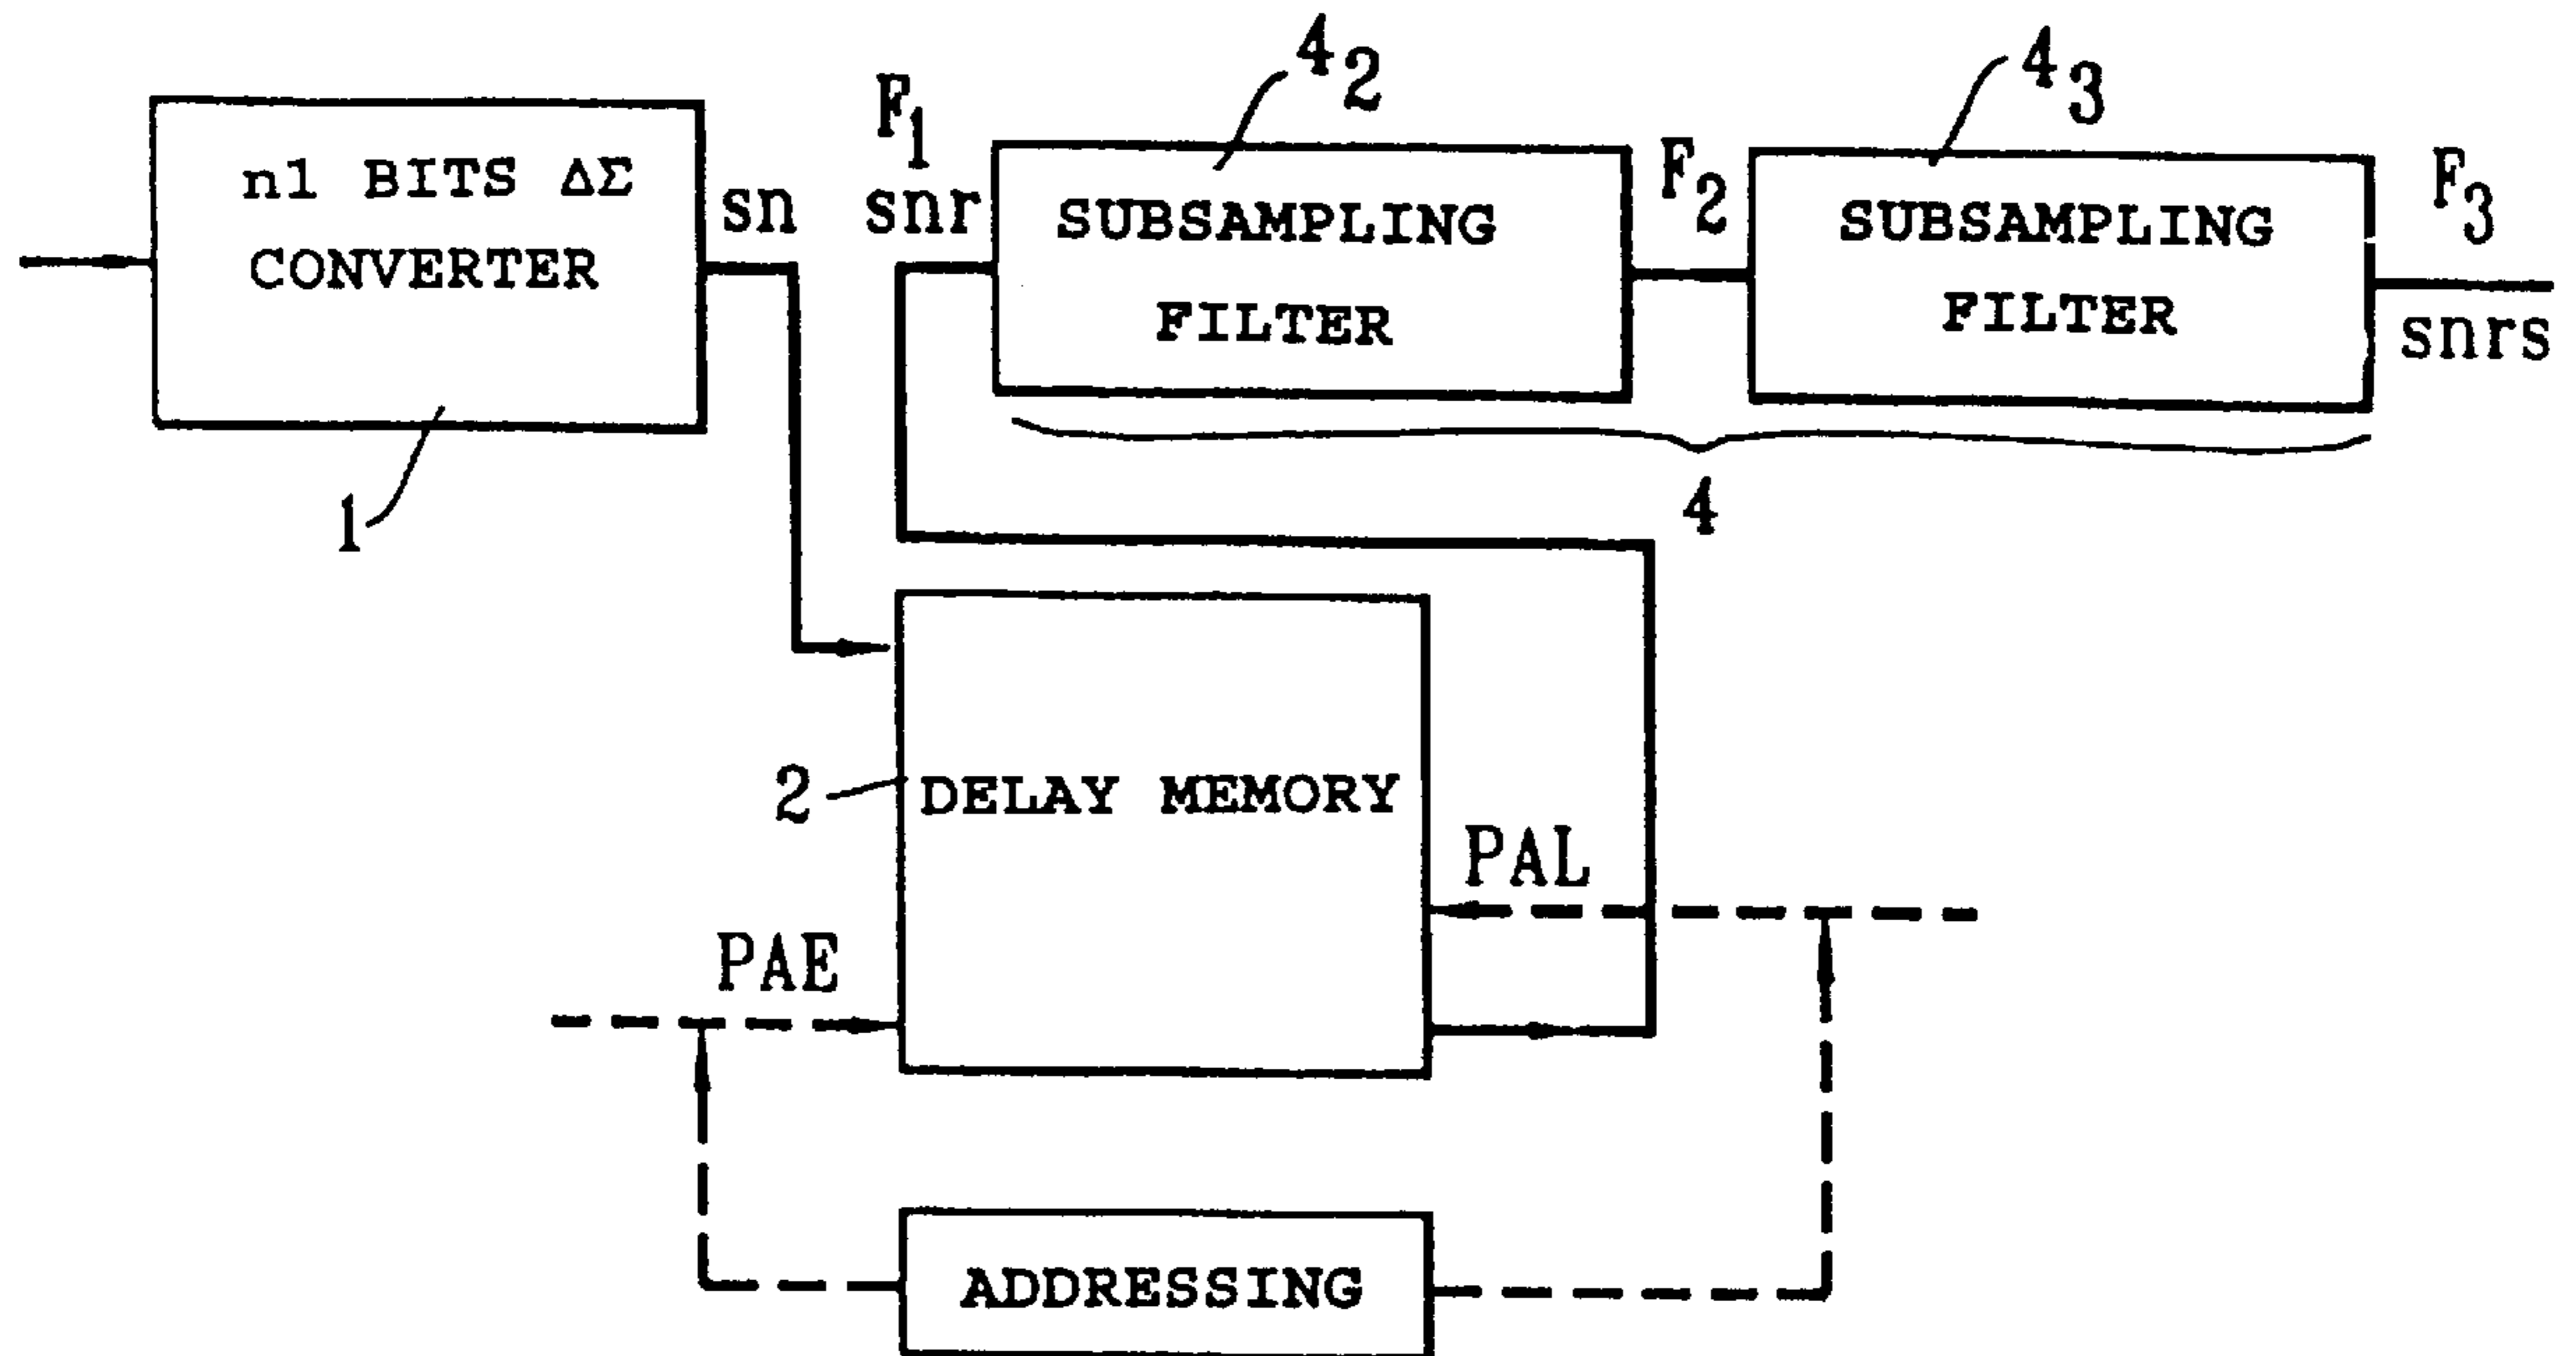 n1 BITS ΔΣ
CONVERTER
1
sn
F1
snr
42
SUBSAMPLING
FILTER
F2
43
SUBSAMPLING
FILTER
F3
snrs
4
2
DELAY MEMORY
PAL
PAE
ADDRESSING